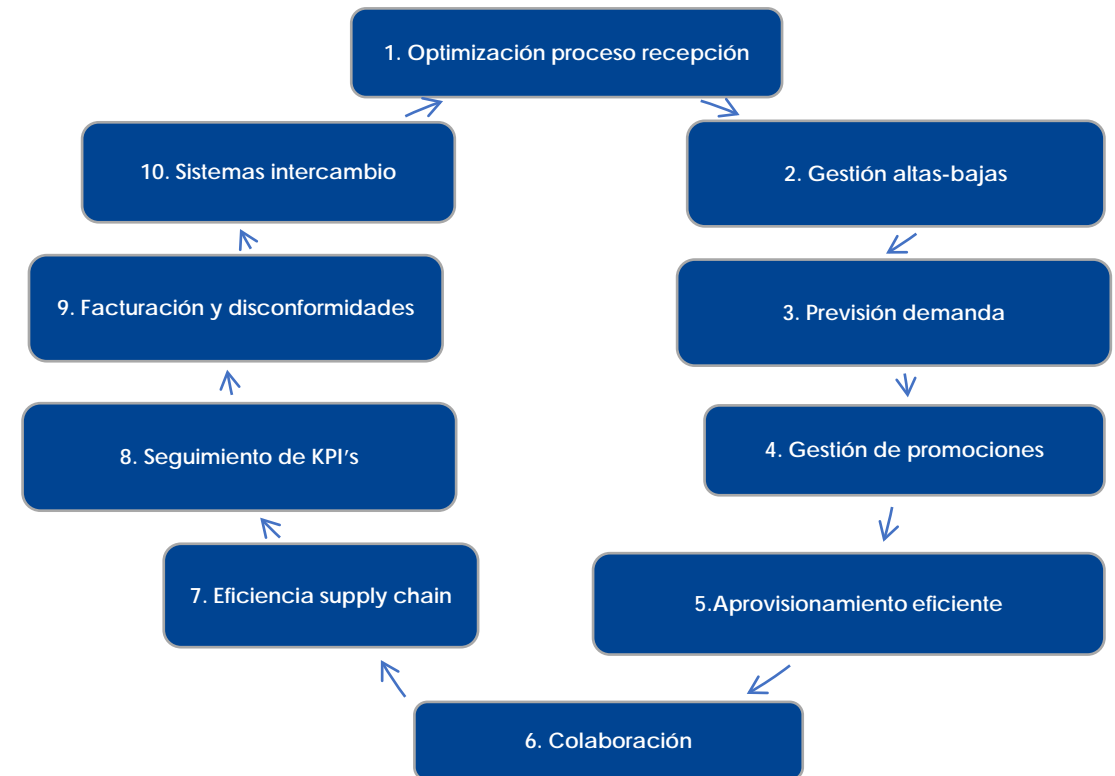 1. Optimización proceso recepción
2. Gestión altas-bajas
3. Previsión demanda
4. Gestión de promociones
5.Aprovisionamiento eficiente
6. Colaboración
7. Eficiencia supply chain
8. Seguimiento de KPI's
9. Facturación y disconformidades
10. Sistemas intercambio